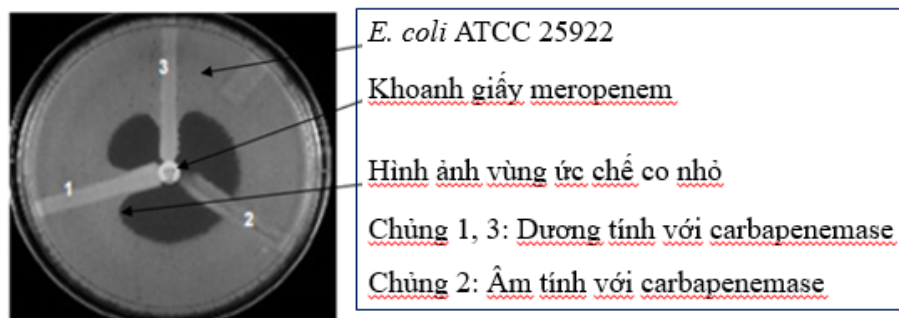 3
1
2
E. coli ATCC 25922
Khoanh giấy meropenem
Hình ảnh vùng ức chế co nhỏ
Chủng 1, 3: Dương tính với carbapenemase
Chủng 2: Âm tính với carbapenemase